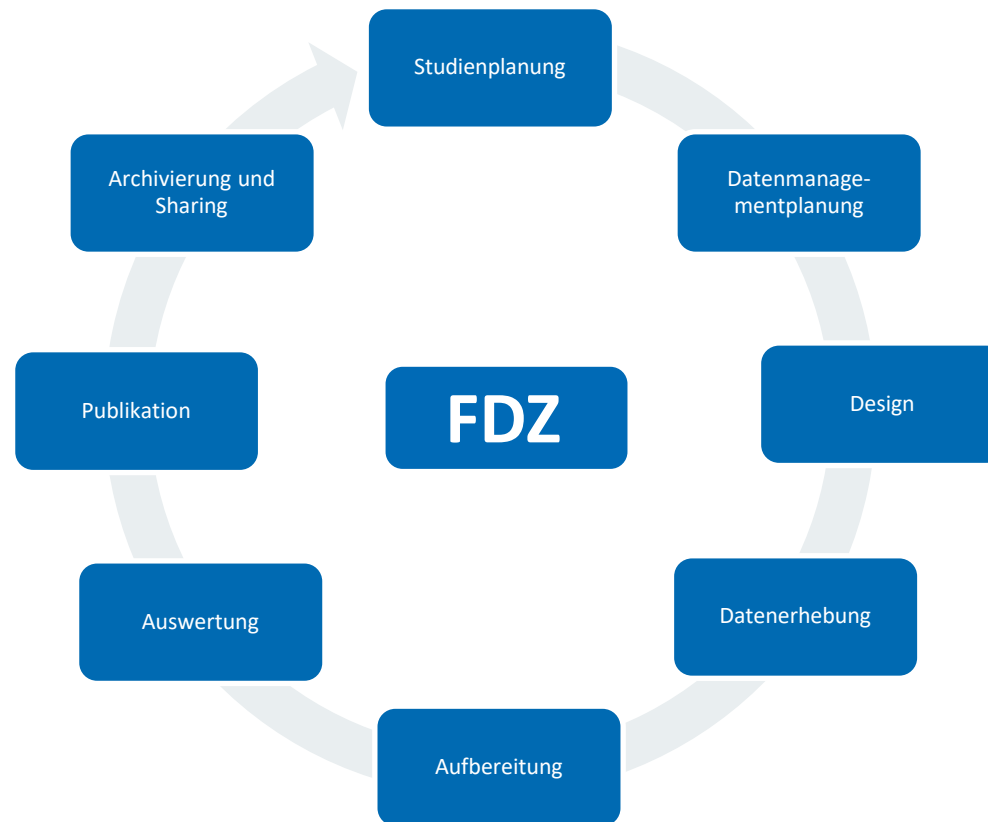 Studienplanung
Datenmanage-
mentplanung
Design
Datenerhebung
Aufbereitung
Auswertung
Publikation
Archivierung und
Sharing
FDZ